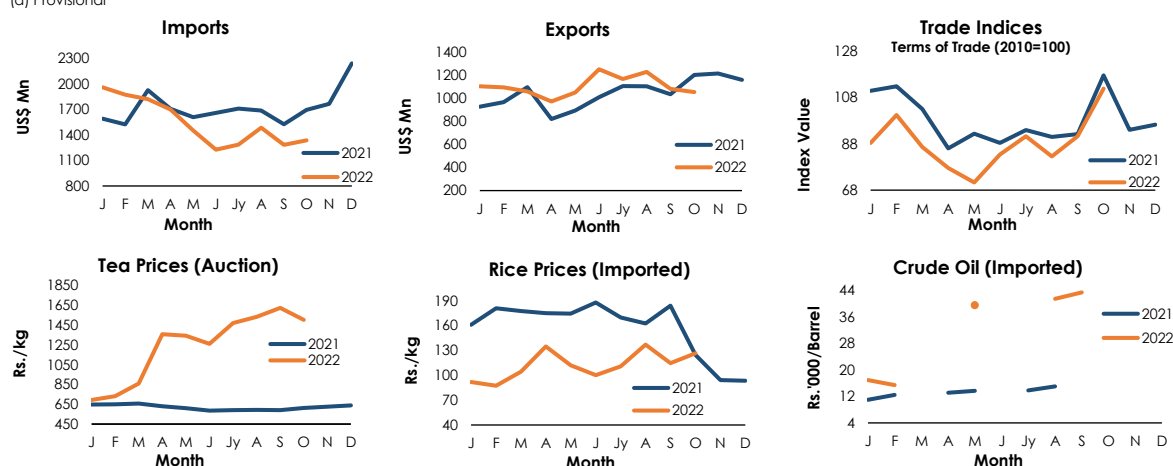 (a) Provisional
Imports
US$ Mn
2300
2000
1700
1400
1100
800
2021
2022
J F M A M J Jy A S O N D
Month
Exports
US$ Mn
1400
1200
1000
800
600
400
200
2021
2022
J F M A M J Jy A S O N D
Month
Trade Indices
Terms of Trade (2010=100)
Index Value
128
108
88
68
2021
2022
J F M A M J Jy A S O N D
Month
Tea Prices (Auction)
Rs./kg
1850
1650
1450
1250
1050
850
650
450
2021
2022
J F M A M J J A S O N D
Month
Rice Prices (Imported)
Rs./kg
190
160
130
100
70
40
2021
2022
J F M A M J Jy A S O N D
Month
Crude Oil (Imported)
Rs.'000/Barrel
44
36
28
20
12
4
2021
2022
J F M A M J Jy A S O N D
Month